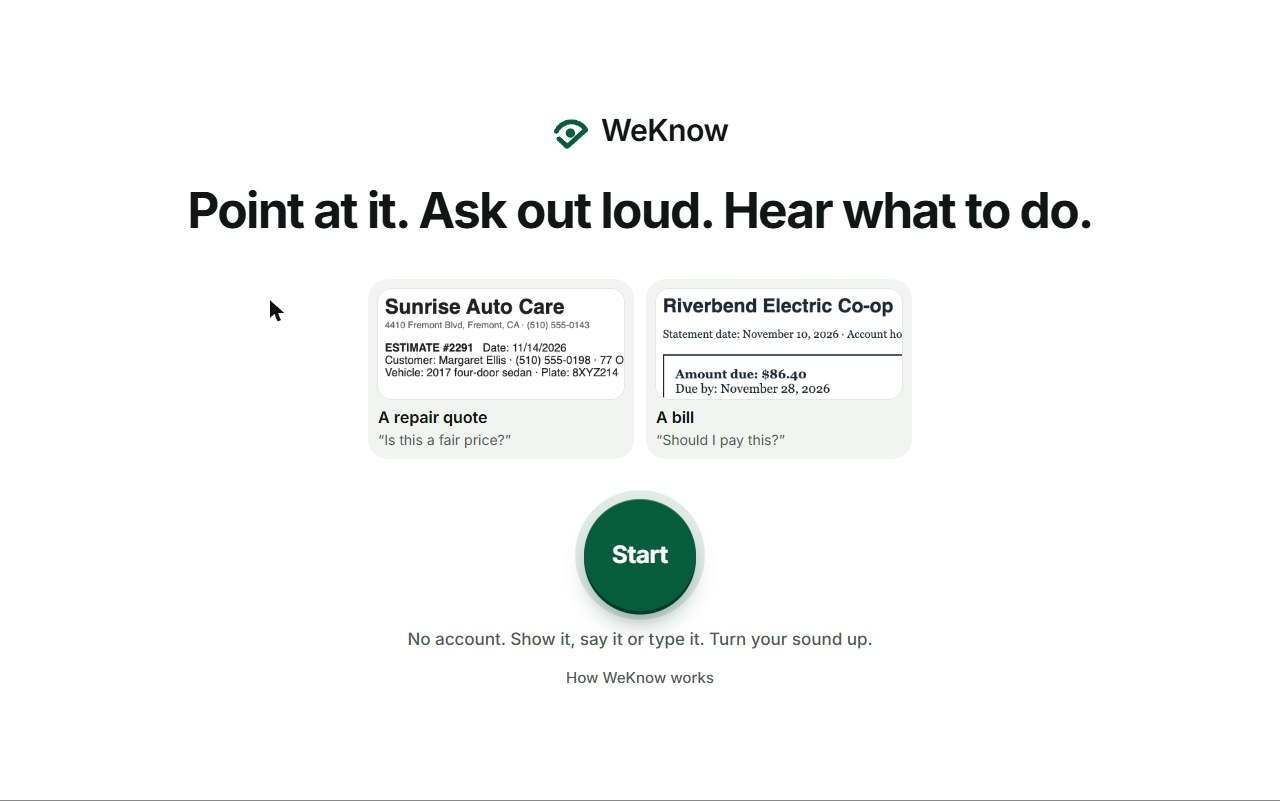 WeKnow
Point at it. Ask out loud. Hear what to do.
Sunrise Auto Care
4410 Fremont Blvd, Fremont, CA · (510) 555-0143
ESTIMATE #2291 Date: 11/14/2026
Customer: Margaret Ellis · (510) 555-0198 · 77 O
Vehicle: 2017 four-door sedan · Plate: 8XYZ214
A repair quote
“Is this a fair price?”
Riverbend Electric Co-op
Statement date: November 10, 2026 · Account ho
Amount due: $86.40
Due by: November 28, 2026
A bill
“Should I pay this?”
Start
No account. Show it, say it or type it. Turn your sound up.
How WeKnow works